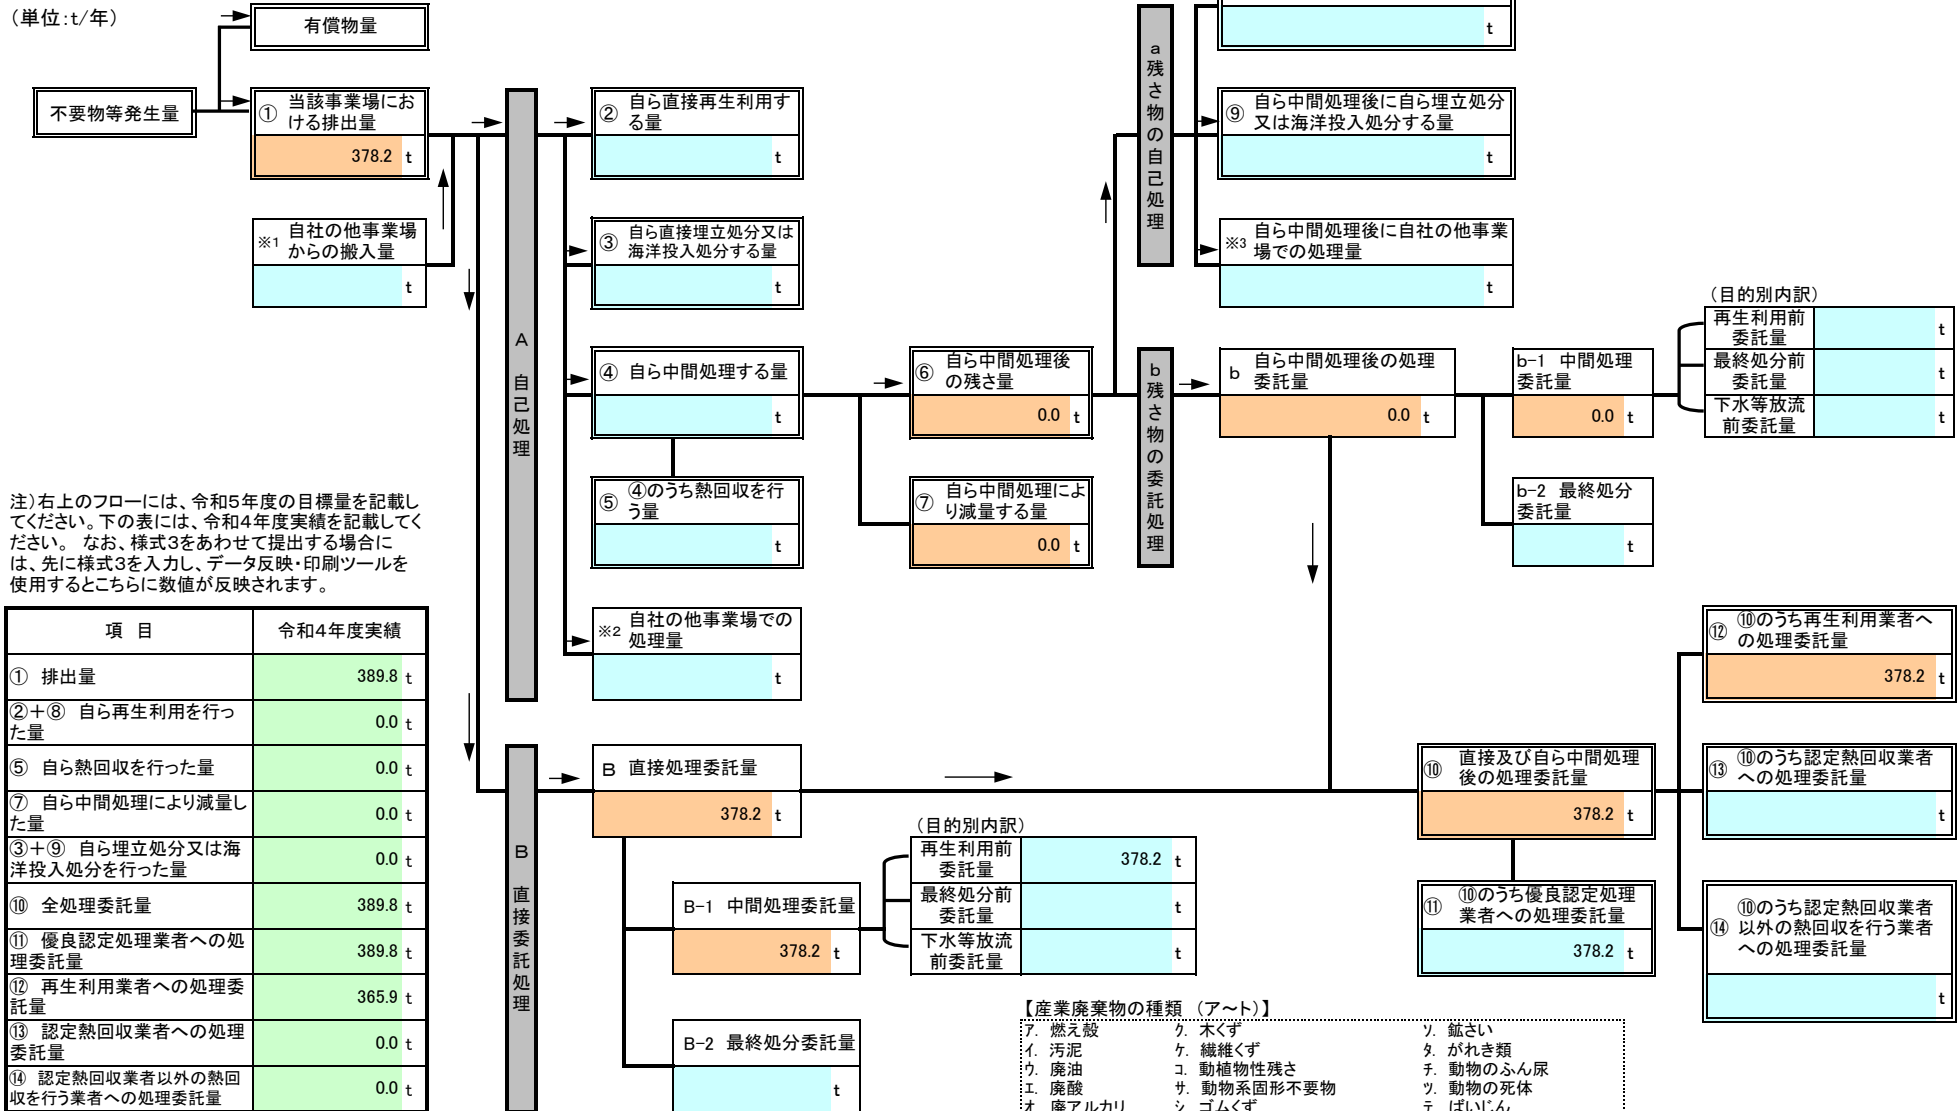 （単位:t/年）
有償物量
不要物等発生量
① 当該事業場にお
ける排出量
378.2 t
※1 自社の他事業場
からの搬入量
t
A 自己処理
② 自ら直接再生利用す
る量
t
③ 自ら直接埋立処分又は
海洋投入処分する量
t
④ 自ら中間処理する量
t
⑤ ④のうち熱回収を行
う量
t
※2 自社の他事業場での
処理量
t
⑥ 自ら中間処理後
の残さ量
0.0 t
⑦ 自ら中間処理によ
り減量する量
0.0 t
a 残さ物の自己処理
t
⑨ 自ら中間処理後に自ら埋立処分
又は海洋投入処分する量
t
※3 自ら中間処理後に自社の他事業
場での処理量
t
b 残さ物の委託処理
b 自ら中間処理後の処理
委託量
0.0 t
b-1 中間処理
委託量
0.0 t
b-2 最終処分
委託量
t
（目的別内訳）
再生利用前
委託量
t
最終処分前
委託量
t
下水等放流
前委託量
t
注）右上のフローには、令和5年度の目標量を記載し
てください。下の表には、令和4年度実績を記載してく
ださい。 なお、様式3をあわせて提出する場合に
は、先に様式3を入力し、データ反映・印刷ツールを
使用するとこちらに数値が反映されます。
項 目 令和4年度実績
① 排出量 389.8 t
②＋⑧ 自ら再生利用を行っ
た量
0.0 t
⑤ 自ら熱回収を行った量 0.0 t
⑦ 自ら中間処理により減量し
た量
0.0 t
③＋⑨ 自ら埋立処分又は海
洋投入処分を行った量
0.0 t
⑩ 全処理委託量 389.8 t
⑪ 優良認定処理業者への処
理委託量
389.8 t
⑫ 再生利用業者への処理委
託量
365.9 t
⑬ 認定熱回収業者への処理
委託量
0.0 t
⑭ 認定熱回収業者以外の熱回
収を行う業者への処理委託量
0.0 t
B 直接委託処理
B 直接処理委託量
378.2 t
B-1 中間処理委託量
378.2 t
B-2 最終処分委託量
t
（目的別内訳）
再生利用前
委託量
378.2 t
最終処分前
委託量
t
下水等放流
前委託量
t
⑩ 直接及び自ら中間処理
後の処理委託量
378.2 t
⑪ ⑩のうち優良認定処理
業者への処理委託量
378.2 t
⑫ ⑩のうち再生利用業者へ
の処理委託量
378.2 t
⑬ ⑩のうち認定熱回収業者
への処理委託量
t
⑭ ⑩のうち認定熱回収業者
以外の熱回収を行う業者
への処理委託量
t
【産業廃棄物の種類 （ア～ト）】
ア. 燃え殻 ク. 木くず ソ. 鉱さい
イ. 汚泥 ケ. 繊維くず タ. がれき類
ウ. 廃油 コ. 動植物性残さ チ. 動物のふん尿
エ. 廃酸 サ. 動物系固形不要物 ツ. 動物の死体
オ. 廃アルカリ シ. ゴムくず テ. ばいじん